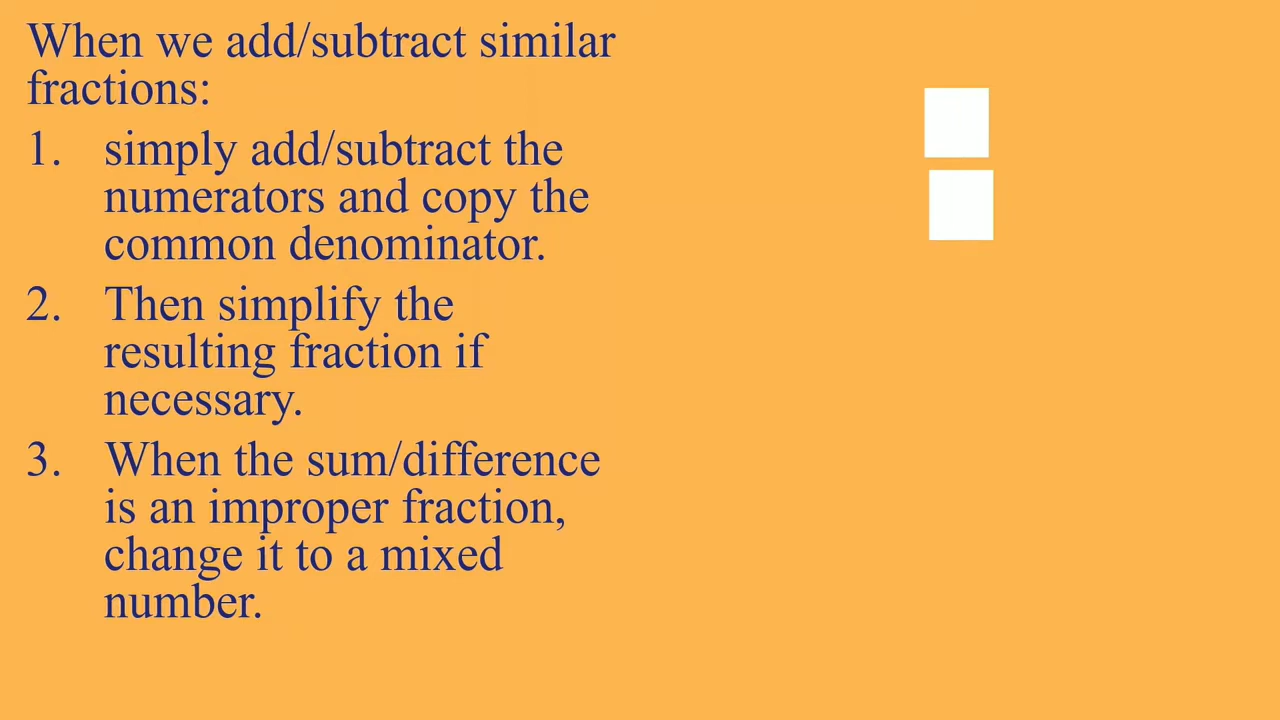 When we add/subtract similar
fractions:
1. simply add/subtract the
numerators and copy the
common denominator.
2. Then simplify the
resulting fraction if
necessary.
3. When the sum/difference
is an improper fraction,
change it to a mixed
number.